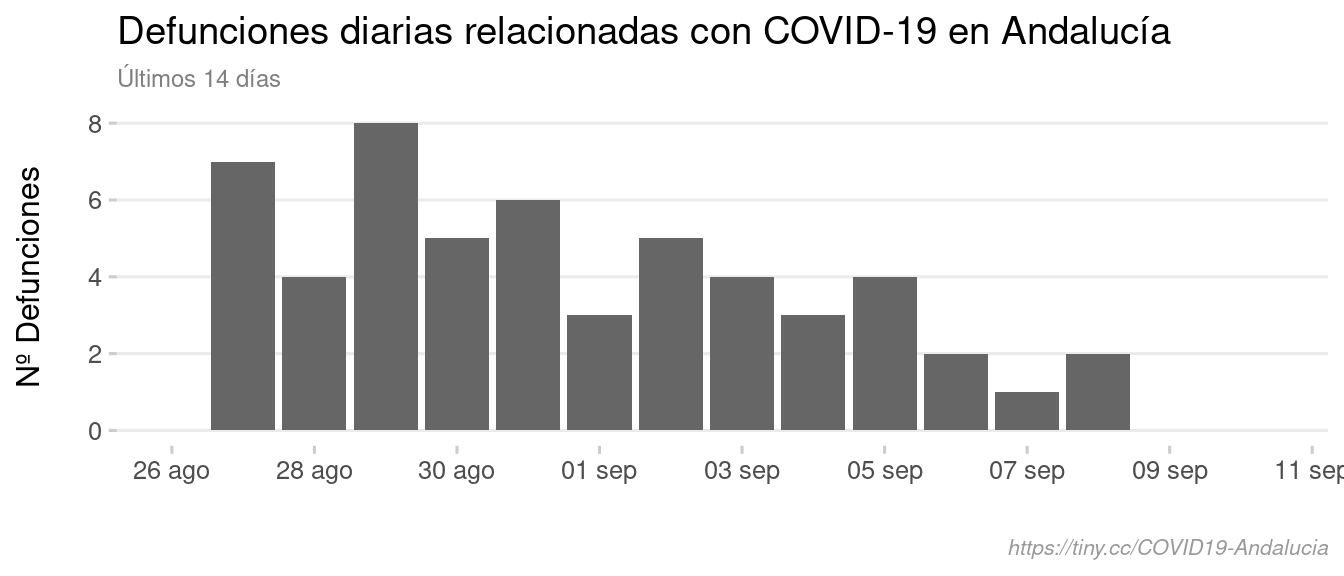 Defunciones diarias relacionadas con COVID-19 en Andalucía
Últimos 14 días
Nº Defunciones
8
6
4
2
0
26 ago 28 ago 30 ago 01 sep 03 sep 05 sep 07 sep 09 sep 11 sep
https://tiny.cc/COVID19-Andalucia